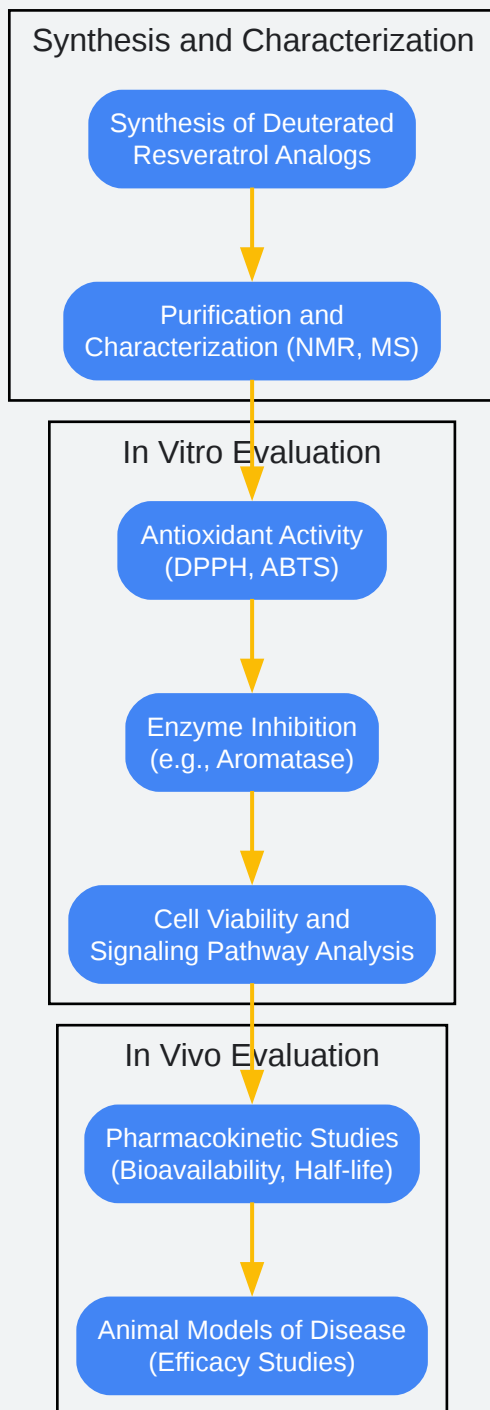 Synthesis and Characterization
Synthesis of Deuterated
Resveratrol Analogs
Purification and
Characterization (NMR, MS)
In Vitro Evaluation
Antioxidant Activity
(DPPH, ABTS)
Enzyme Inhibition
(e.g., Aromatase)
Cell Viability and
Signaling Pathway Analysis
In Vivo Evaluation
Pharmacokinetic Studies
(Bioavailability, Half-life)
Animal Models of Disease
(Efficacy Studies)